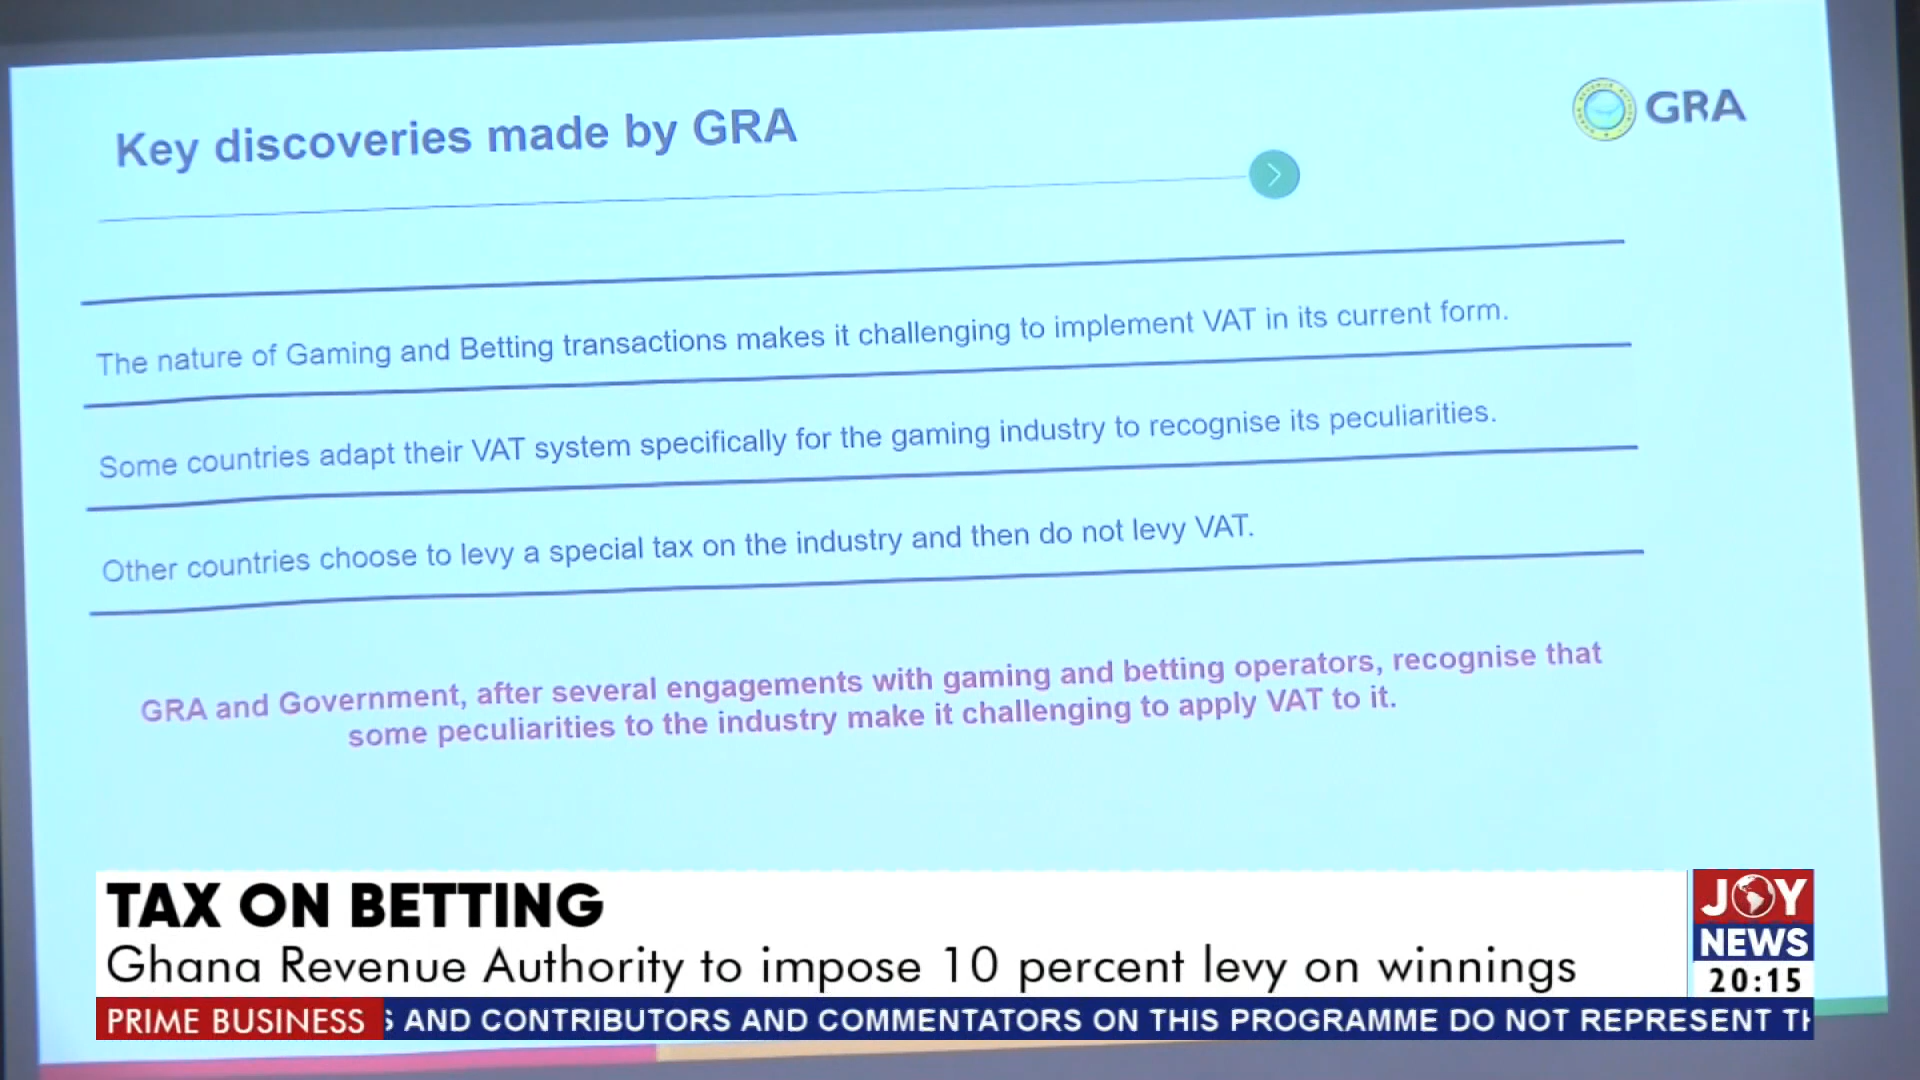 Key discoveries made by GRA
GRA
The nature of Gaming and Betting transactions makes it challenging to implement VAT in its current form.
Some countries adapt their VAT system specifically for the gaming industry to recognise its peculiarities.
Other countries choose to levy a special tax on the industry and then do not levy VAT.
GRA and Government, after several engagements with gaming and betting operators, recognise that
some peculiarities to the industry make it challenging to apply VAT to it.
TAX ON BETTING
Ghana Revenue Authority to impose 10 percent levy on winnings
JOY
NEWS
20:15
PRIME BUSINESS
AND CONTRIBUTORS AND COMMENTATORS ON THIS PROGRAMME DO NOT REPRESENT